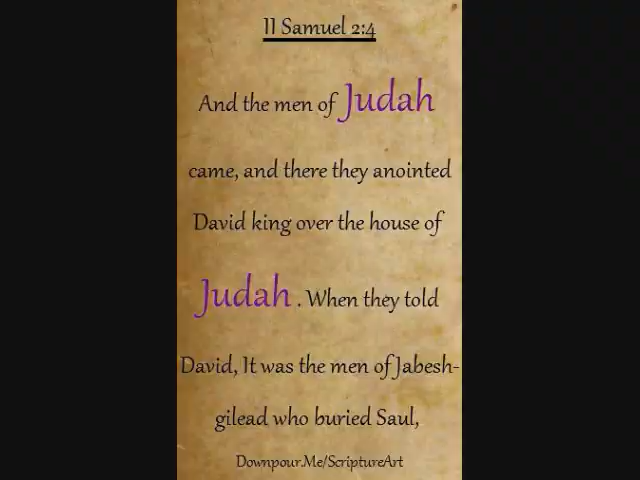 II Samuel 2:4
And the men of Judah
came, and there they anointed
David king over the house of
Judah . When they told
David, It was the men of Jabesh-
gilead who buried Saul,
Downpour.Me/ScriptureArt